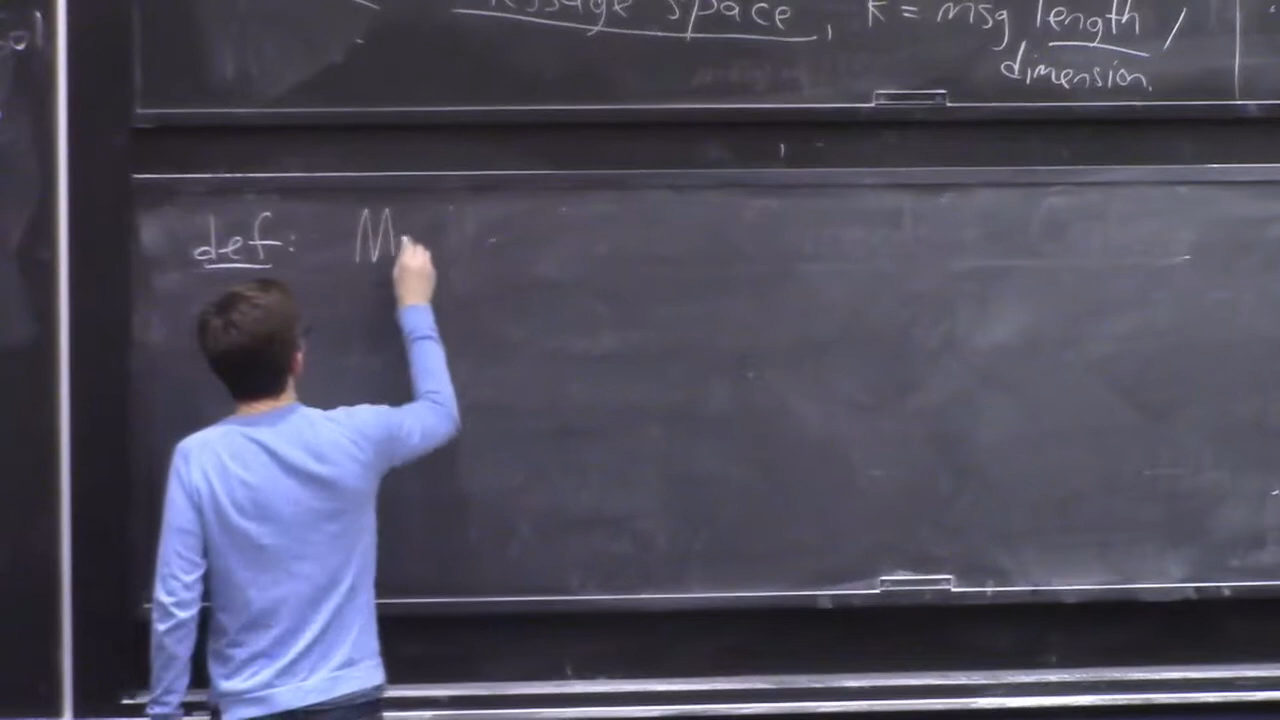 space, k = msg length /
dimension.
def: M